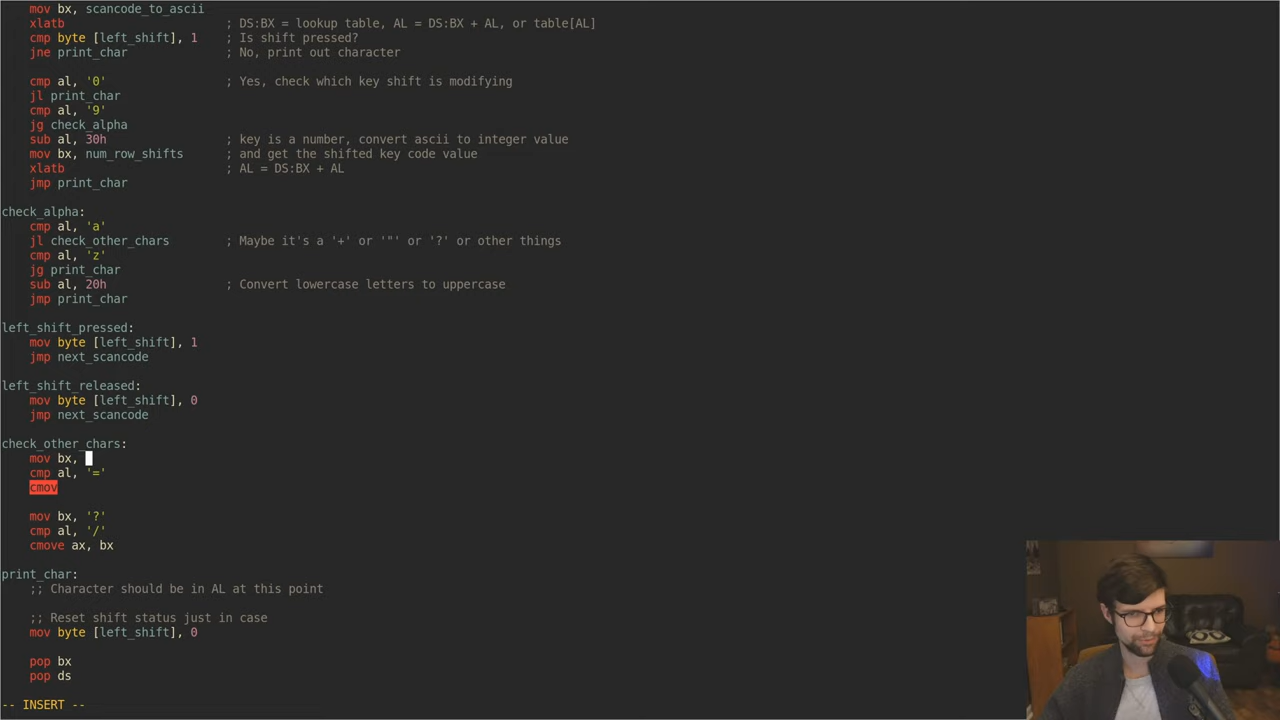 mov bx, scancode_to_ascii
xlatb ; DS:BX = lookup table, AL = DS:BX + AL, or table[AL]
cmp byte [left_shift], 1 ; Is shift pressed?
jne print_char ; No, print out character
cmp al, '0' ; Yes, check which key shift is modifying
jl print_char
cmp al, '9'
jg check_alpha
sub al, 30h ; key is a number, convert ascii to integer value
mov bx, num_row_shifts ; and get the shifted key code value
xlatb ; AL = DS:BX + AL
jmp print_char
check_alpha:
cmp al, 'a'
jl check_other_chars ; Maybe it's a '+' or '"' or '?' or other things
cmp al, 'z'
jg print_char
sub al, 20h ; Convert lowercase letters to uppercase
jmp print_char
left_shift_pressed:
mov byte [left_shift], 1
jmp next_scancode
left_shift_released:
mov byte [left_shift], 0
jmp next_scancode
check_other_chars:
mov bx,
cmp al, '='
cmov
mov bx, '?'
cmp al, '/'
cmove ax, bx
print_char:
;; Character should be in AL at this point
;; Reset shift status just in case
mov byte [left_shift], 0
pop bx
pop ds
-- INSERT --